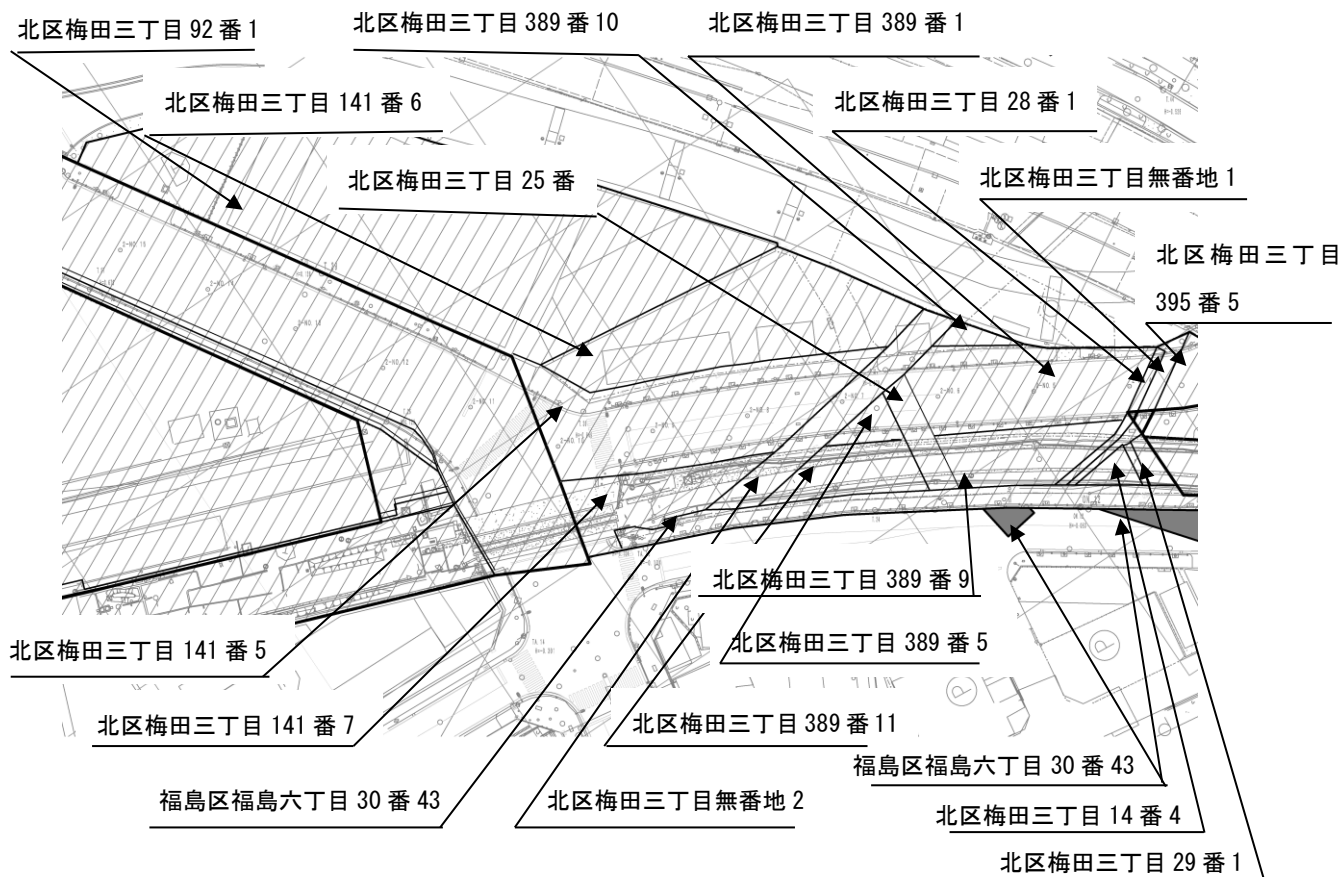 北区梅田三丁目 92 番 1
北区梅田三丁目 389 番 10
北区梅田三丁目 389 番 1
北区梅田三丁目 141 番 6
北区梅田三丁目 28 番 1
北区梅田三丁目 25 番
北区梅田三丁目無番地 1
北区梅田三丁目
395 番 5
北区梅田三丁目 389 番 9
北区梅田三丁目 141 番 5
北区梅田三丁目 389 番 5
北区梅田三丁目 141 番 7
北区梅田三丁目 389 番 11
福島区福島六丁目 30 番 43
福島区福島六丁目 30 番 43
北区梅田三丁目無番地 2
北区梅田三丁目 14 番 4
北区梅田三丁目 29 番 1
P
P